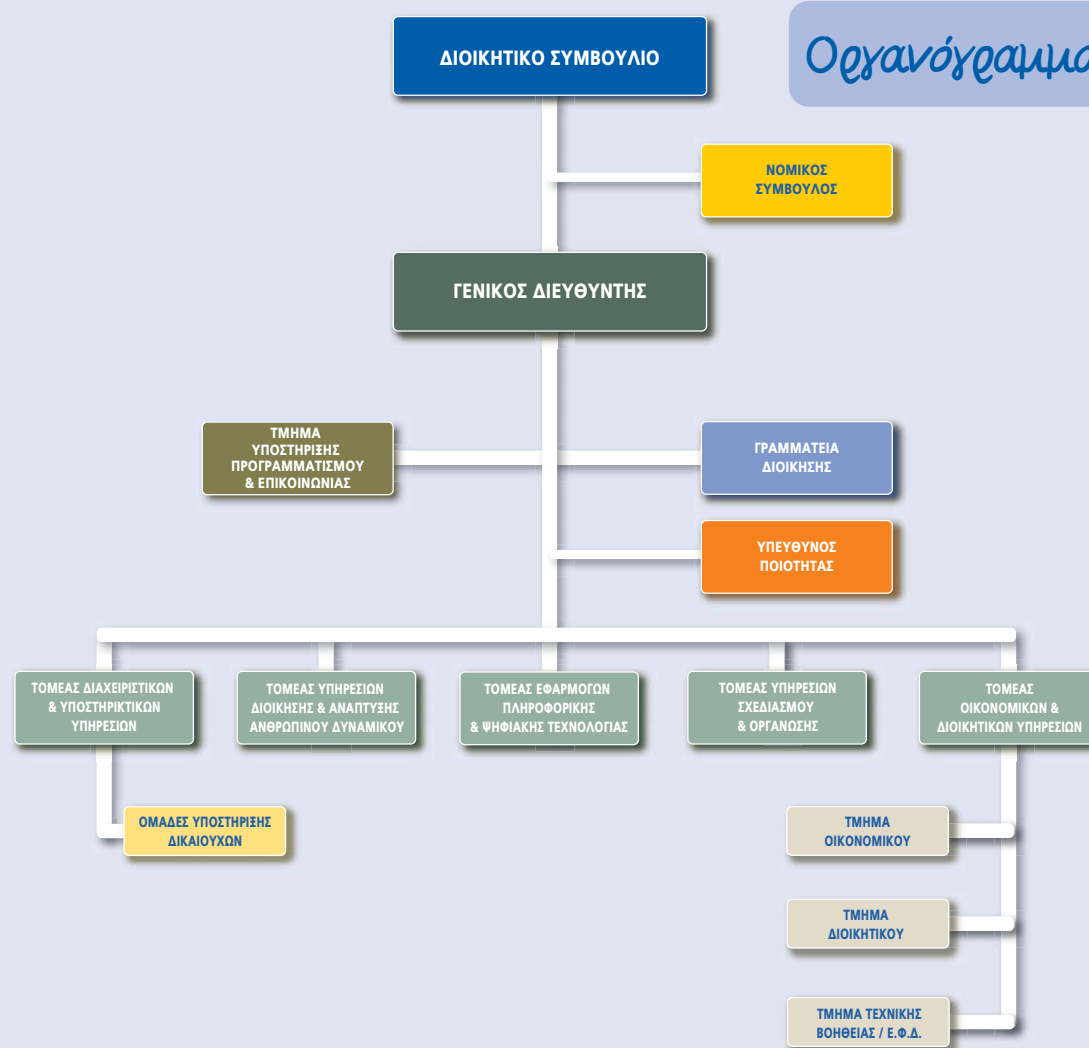 Οργανόγραμμα
ΔΙΟΙΚΗΤΙΚΟ ΣΥΜΒΟΥΛΙΟ
ΝΟΜΙΚΟΣ
ΣΥΜΒΟΥΛΟΣ
ΓΕΝΙΚΟΣ ΔΙΕΥΘΥΝΤΗΣ
ΤΜΗΜΑ
ΥΠΟΣΤΗΡΙΞΗΣ
ΠΡΟΓΡΑΜΜΑΤΙΣΜΟΥ
& ΕΠΙΚΟΙΝΩΝΙΑΣ
ΓΡΑΜΜΑΤΕΙΑ
ΔΙΟΙΚΗΣΗΣ
ΥΠΕΥΘΥΝΟΣ
ΠΟΙΟΤΗΤΑΣ
ΤΟΜΕΑΣ ΔΙΑΧΕΙΡΙΣΤΙΚΩΝ
& ΥΠΟΣΤΗΡΙΚΤΙΚΩΝ
ΥΠΗΡΕΣΙΩΝ
ΤΟΜΕΑΣ ΥΠΗΡΕΣΙΩΝ
ΔΙΟΙΚΗΣΗΣ & ΑΝΑΠΤΥΞΗΣ
ΑΝΘΡΩΠΙΝΟΥ ΔΥΝΑΜΙΚΟΥ
ΤΟΜΕΑΣ ΕΦΑΡΜΟΓΩΝ
ΠΛΗΡΟΦΟΡΙΚΗΣ
& ΨΗΦΙΑΚΗΣ ΤΕΧΝΟΛΟΓΙΑΣ
ΤΟΜΕΑΣ ΥΠΗΡΕΣΙΩΝ
ΣΧΕΔΙΑΣΜΟΥ
& ΟΡΓΑΝΩΣΗΣ
ΤΟΜΕΑΣ
ΟΙΚΟΝΟΜΙΚΩΝ &
ΔΙΟΙΚΗΤΙΚΩΝ ΥΠΗΡΕΣΙΩΝ
ΟΜΑΔΕΣ ΥΠΟΣΤΗΡΙΞΗΣ
ΔΙΚΑΙΟΥΧΩΝ
ΤΜΗΜΑ
ΟΙΚΟΝΟΜΙΚΟΥ
ΤΜΗΜΑ
ΔΙΟΙΚΗΤΙΚΟΥ
ΤΜΗΜΑ ΤΕΧΝΙΚΗΣ
ΒΟΗΘΕΙΑΣ / Ε.Φ.Δ.